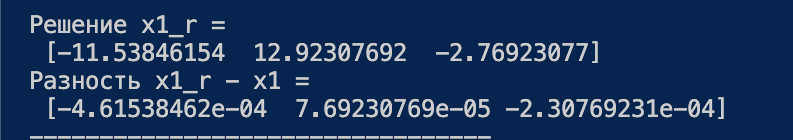 Решение x1_r =
[-11.53846154 12.92307692 -2.76923077]
Разность x1_r - x1 =
[-4.61538462e-04 7.69230769e-05 -2.30769231e-04]
---------------------------------